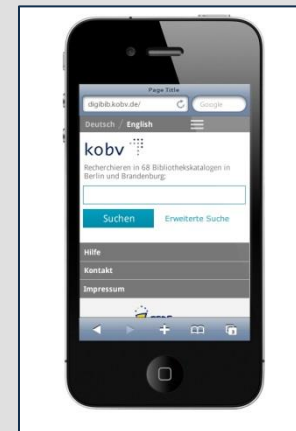 Page Title
digibib.kobv.de/ Google
Deutsch / English
kobv
Recherchieren in 68 Bibliothekskatalogen in
Berlin und Brandenburg:
Suchen Erweiterte Suche
Hilfe
Kontakt
Impressum